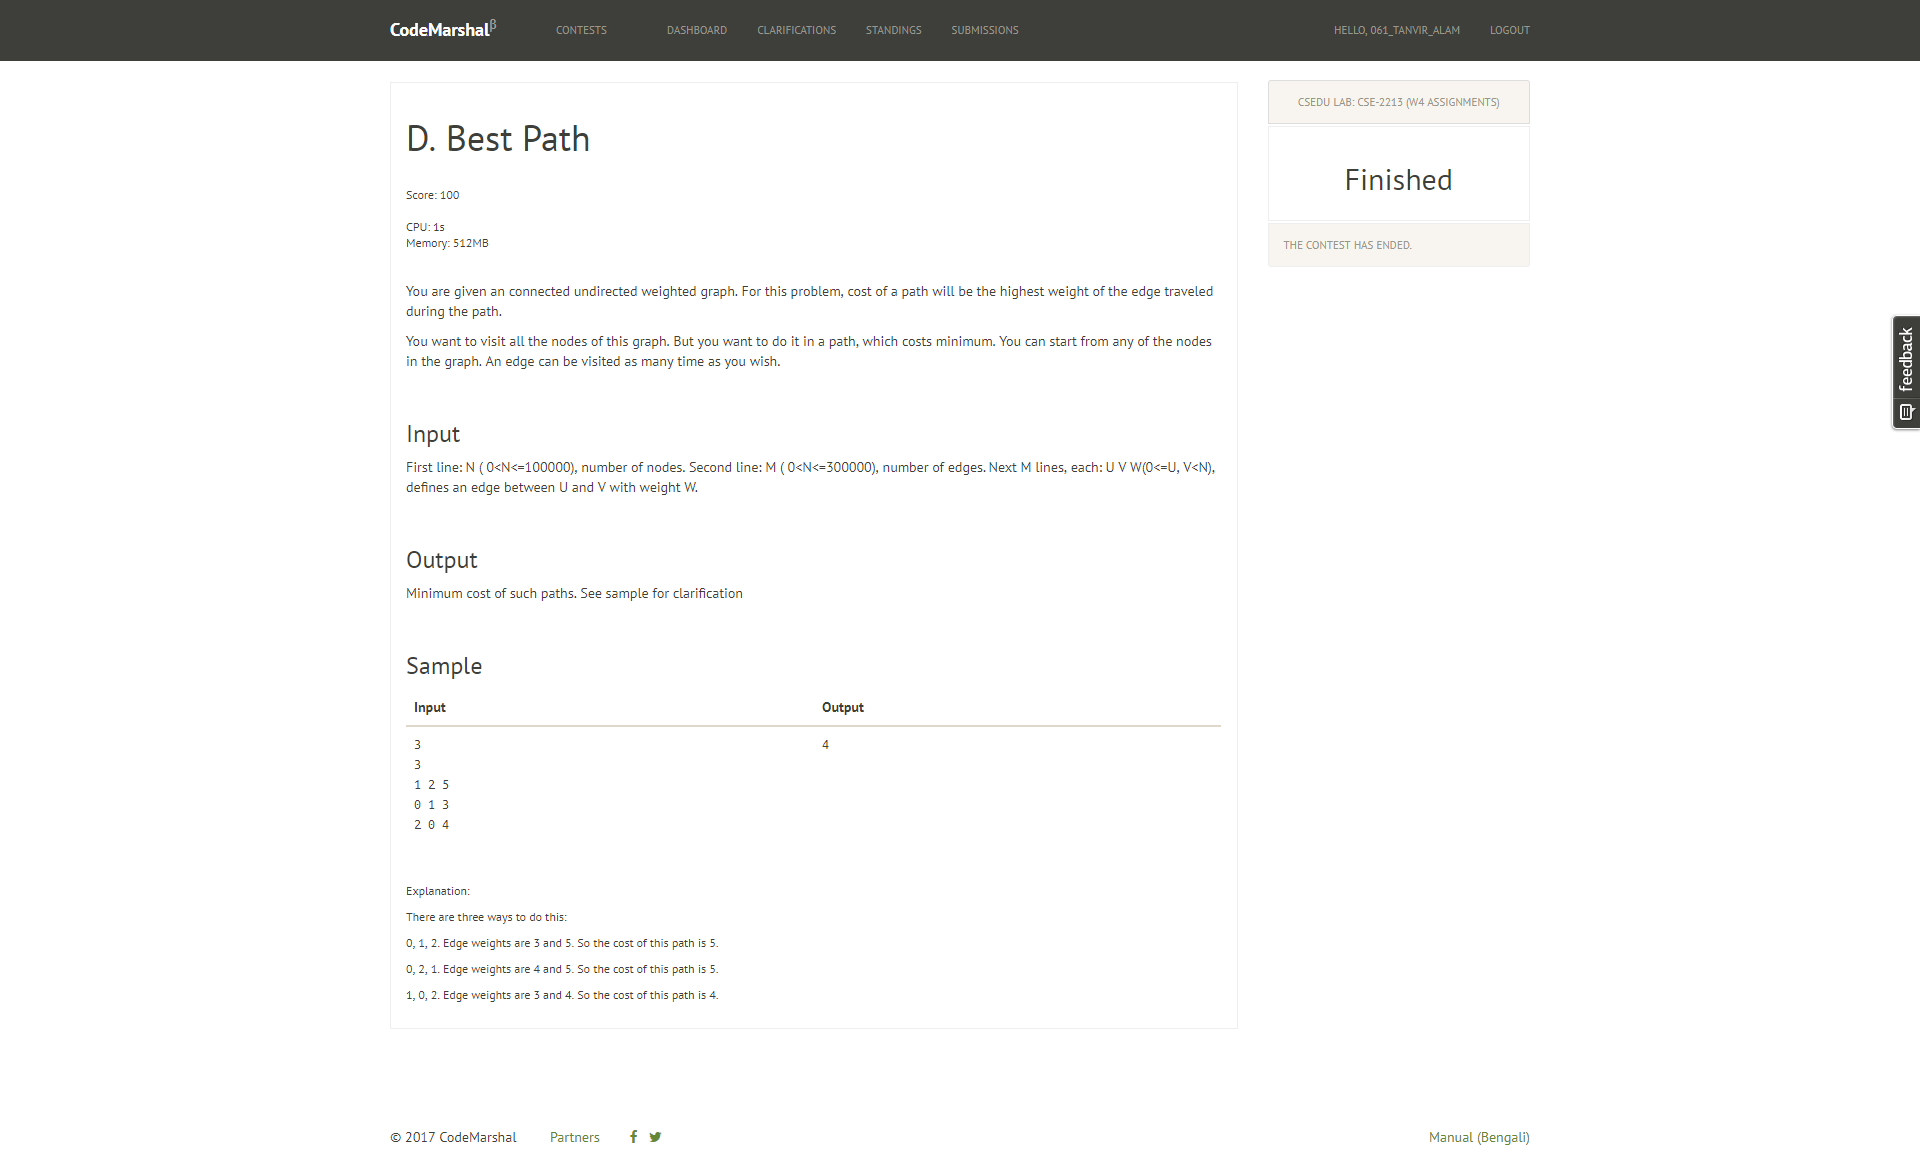 CodeMarshalβ
CONTESTS DASHBOARD CLARIFICATIONS STANDINGS SUBMISSIONS HELLO, 061_TANVIR_ALAM LOGOUT
D. Best Path
Score: 100
CPU: 1s
Memory: 512MB
You are given an connected undirected weighted graph. For this problem, cost of a path will be the highest weight of the edge traveled
during the path.
You want to visit all the nodes of this graph. But you want to do it in a path, which costs minimum. You can start from any of the nodes
in the graph. An edge can be visited as many time as you wish.
Input
First line: N ( 0<N<=100000), number of nodes. Second line: M ( 0<N<=300000), number of edges. Next M lines, each: U V W(0<=U, V<N),
defines an edge between U and V with weight W.
Output
Minimum cost of such paths. See sample for clarification
Sample
Input Output
3 4
3
1 2 5
0 1 3
2 0 4
Explanation:
There are three ways to do this:
0, 1, 2. Edge weights are 3 and 5. So the cost of this path is 5.
0, 2, 1. Edge weights are 4 and 5. So the cost of this path is 5.
1, 0, 2. Edge weights are 3 and 4. So the cost of this path is 4.
CSEDU LAB: CSE-2213 (W4 ASSIGNMENTS)
Finished
THE CONTEST HAS ENDED.
feedback
© 2017 CodeMarshal Partners Manual (Bengali)